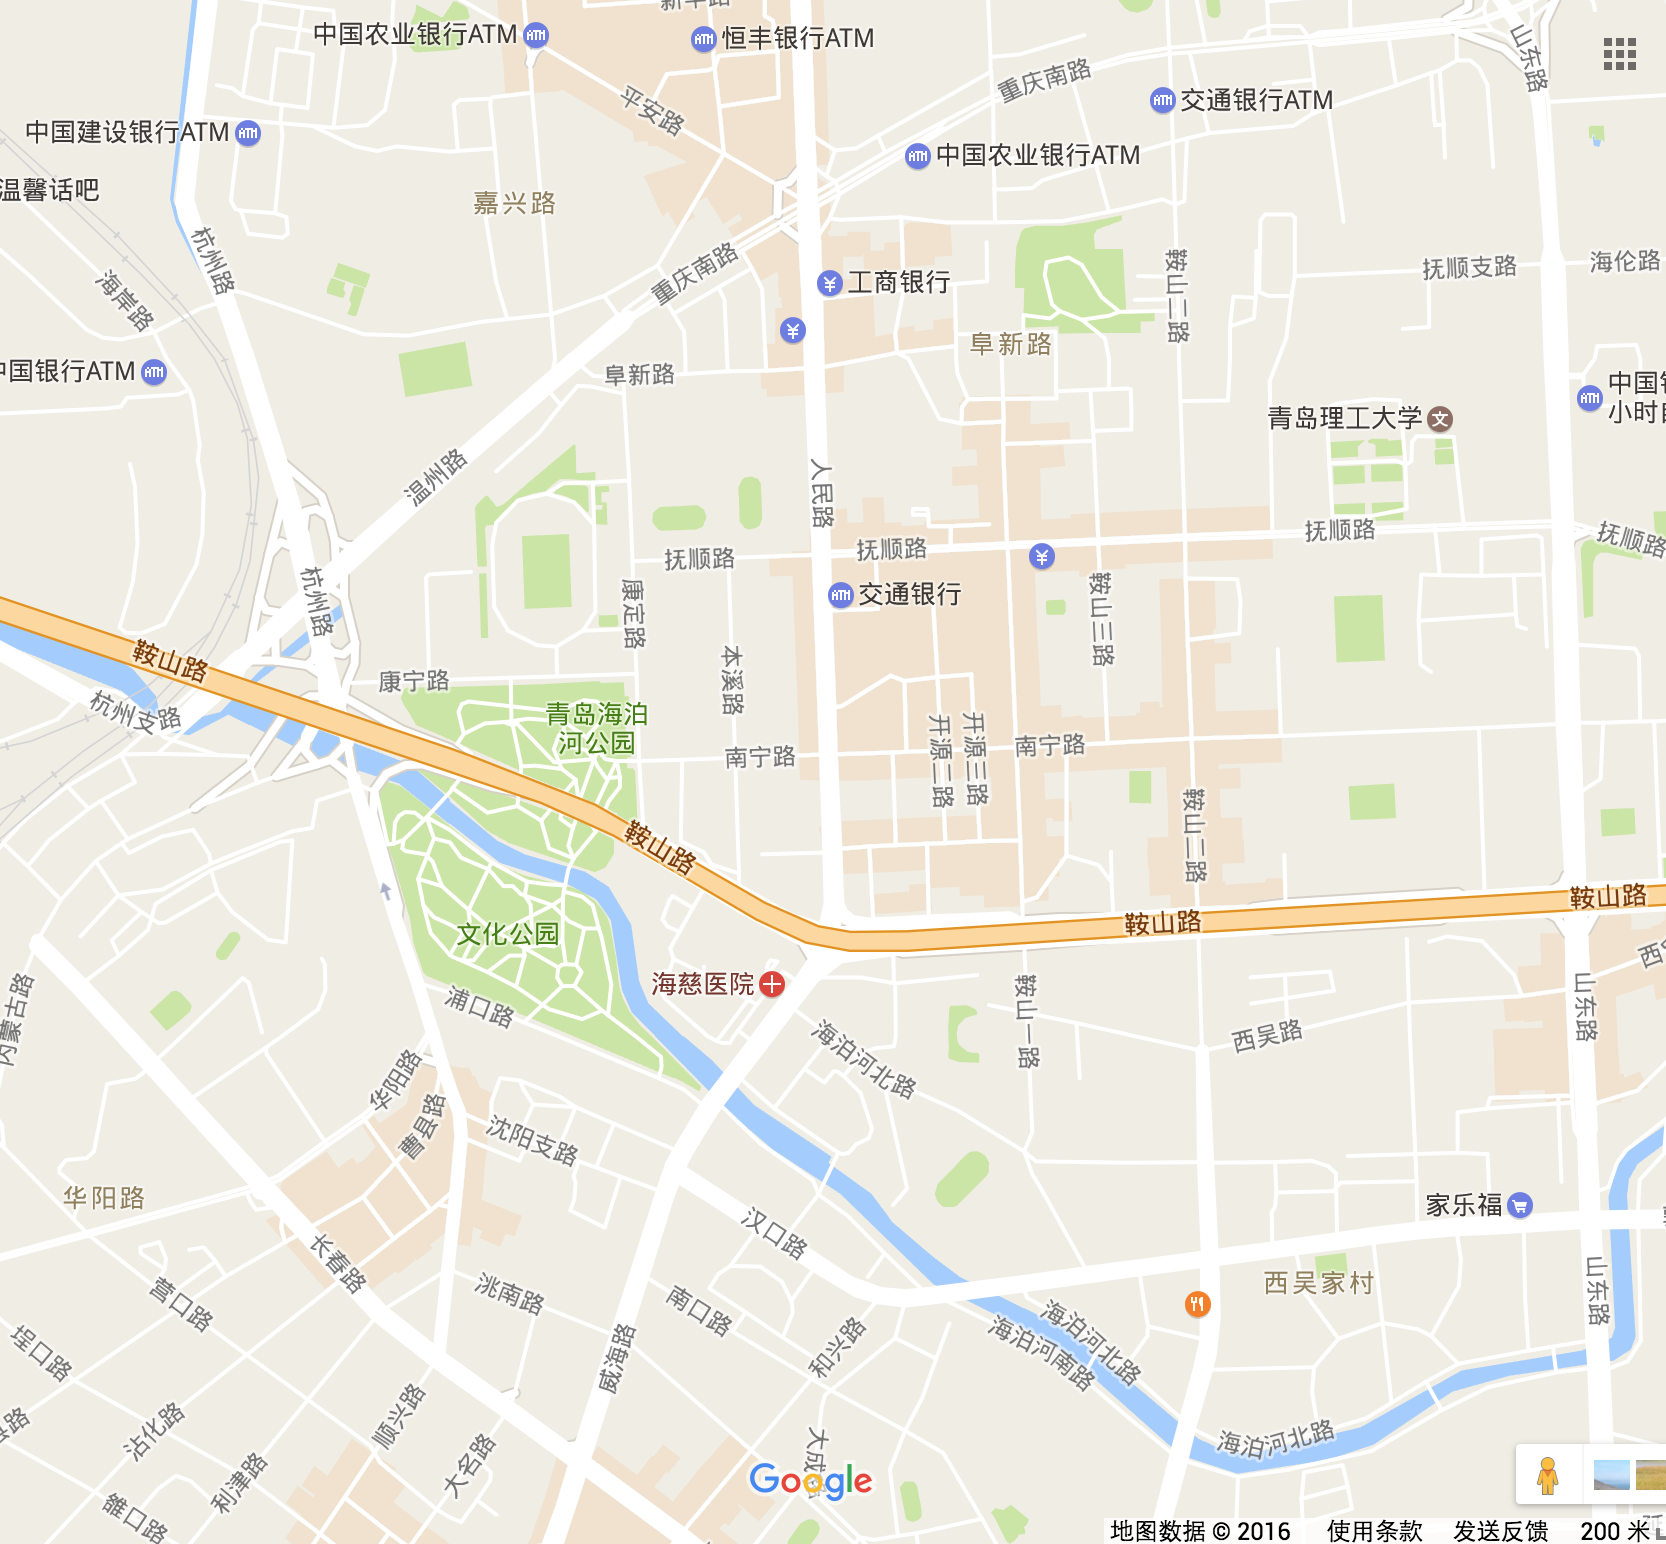 中国农业银行ATM
恒丰银行ATM
山东路
重庆南路
平安路
交通银行ATM
中国建设银行ATM
中国农业银行ATM
温馨话吧
嘉兴路
杭州路
重庆南路
鞍山二路
抚顺支路
海伦路
海岸路
工商银行
阜新路
中国银行ATM
阜新路
青岛理工大学
小时
温州路
人民路
抚顺路
抚顺路
抚顺路
抚顺路
杭州路
康定路
交通银行
鞍山三路
鞍山路
康宁路
本溪路
杭州支路
青岛海泊
河公园
南宁路
开源二路
开源三路
南宁路
鞍山二路
鞍山路
鞍山路
鞍山路
文化公园
海慈医院
浦口路
内蒙古路
鞍山一路
山东路
西吴路
海泊河北路
华阳路
曹县路
沈阳支路
华阳路
汉口路
家乐福
长春路
洮南路
营口路
南口路
西吴家村
山东路
海泊河北路
海泊河南路
和兴路
威海路
埕口路
顺兴路
沾化路
大名路
利津路
雒口路
海泊河北路
Google
地图数据 © 2016
使用条款
发送反馈
200 米